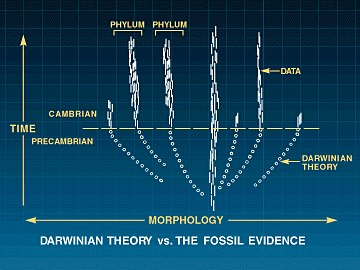 PHYLUM PHYLUM
DATA
CAMBRIAN
TIME
PRECAMBRIAN
DARWINIAN
THEORY
MORPHOLOGY
DARWINIAN THEORY vs. THE FOSSIL EVIDENCE